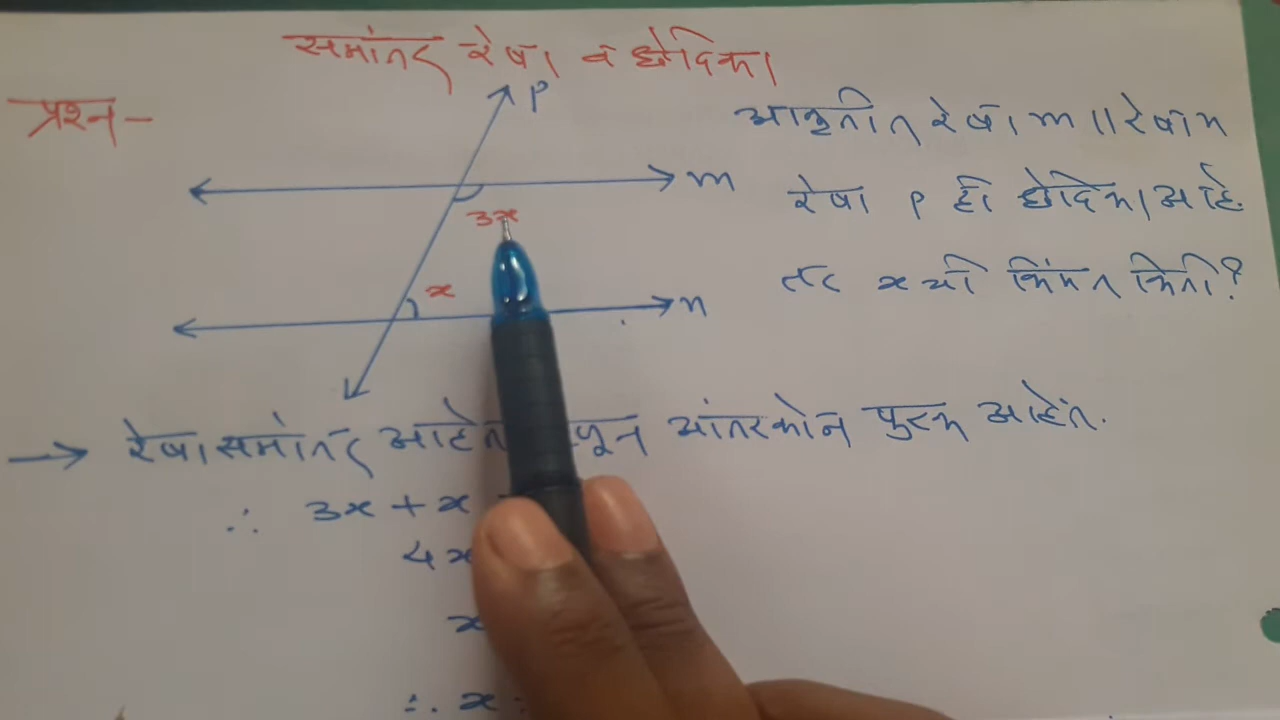 समांतर रेषा व छेदिका
प्रश्न-
P
m
3x
x
n
आकृतीत रेषा m || रेषा n
रेषा P ही छेदिका आहे.
तर x ची किंमत किती?
→ रेषा समांतर आहेत आंतरकोन पुरक आहेत.
∴ 3x + x
4x
x
∴ x